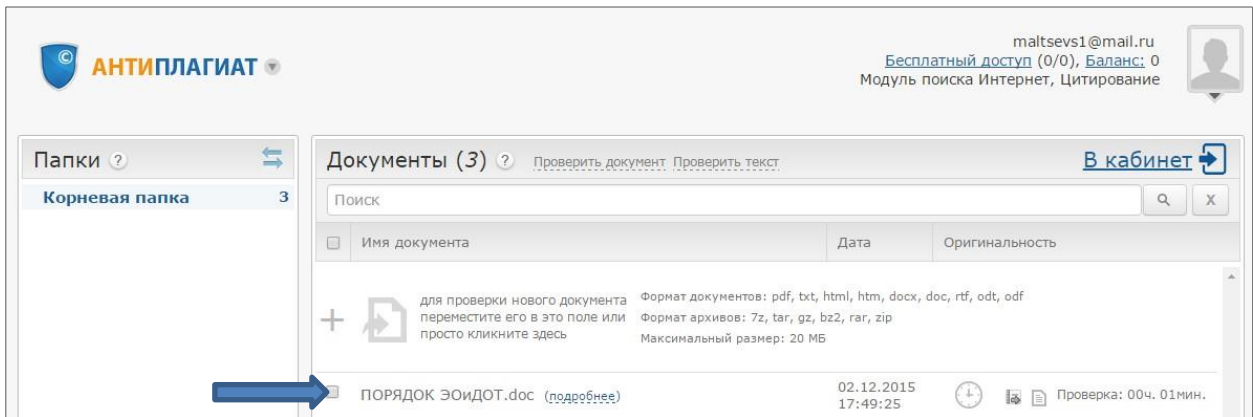 ©
АНТИПЛАГИАТ
maltsevs1@mail.ru
Бесплатный доступ (0/0), Баланс: 0
Модуль поиска Интернет, Цитирование
Папки ?
Корневая папка 3
Документы (3) ? Проверить документ Проверить текст В кабинет
Поиск X
Имя документа Дата Оригинальность
для проверки нового документа
переместите его в это поле или
просто кликните здесь
Формат документов: pdf, txt, html, htm, docx, doc, rtf, odt, odf
Формат архивов: 7z, tar, gz, bz2, rar, zip
Максимальный размер: 20 МБ
ПОРЯДОК ЭОиДОТ.doc (подробнее) 02.12.2015 Проверка: 00ч. 01мин.
17:49:25